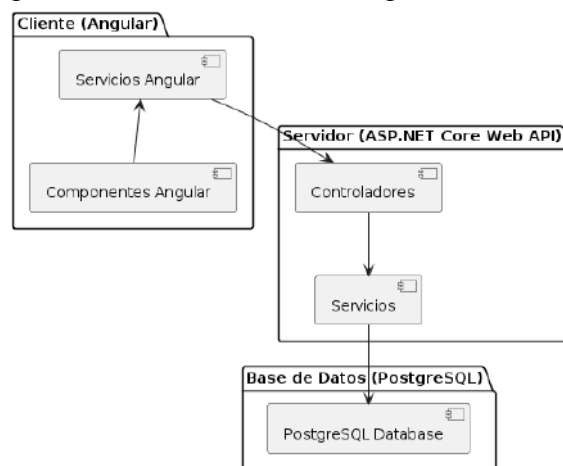 Cliente (Angular)
Servicios Angular
Componentes Angular
Servidor (ASP.NET Core Web API)
Controladores
Servicios
Base de Datos (PostgreSQL)
PostgreSQL Database